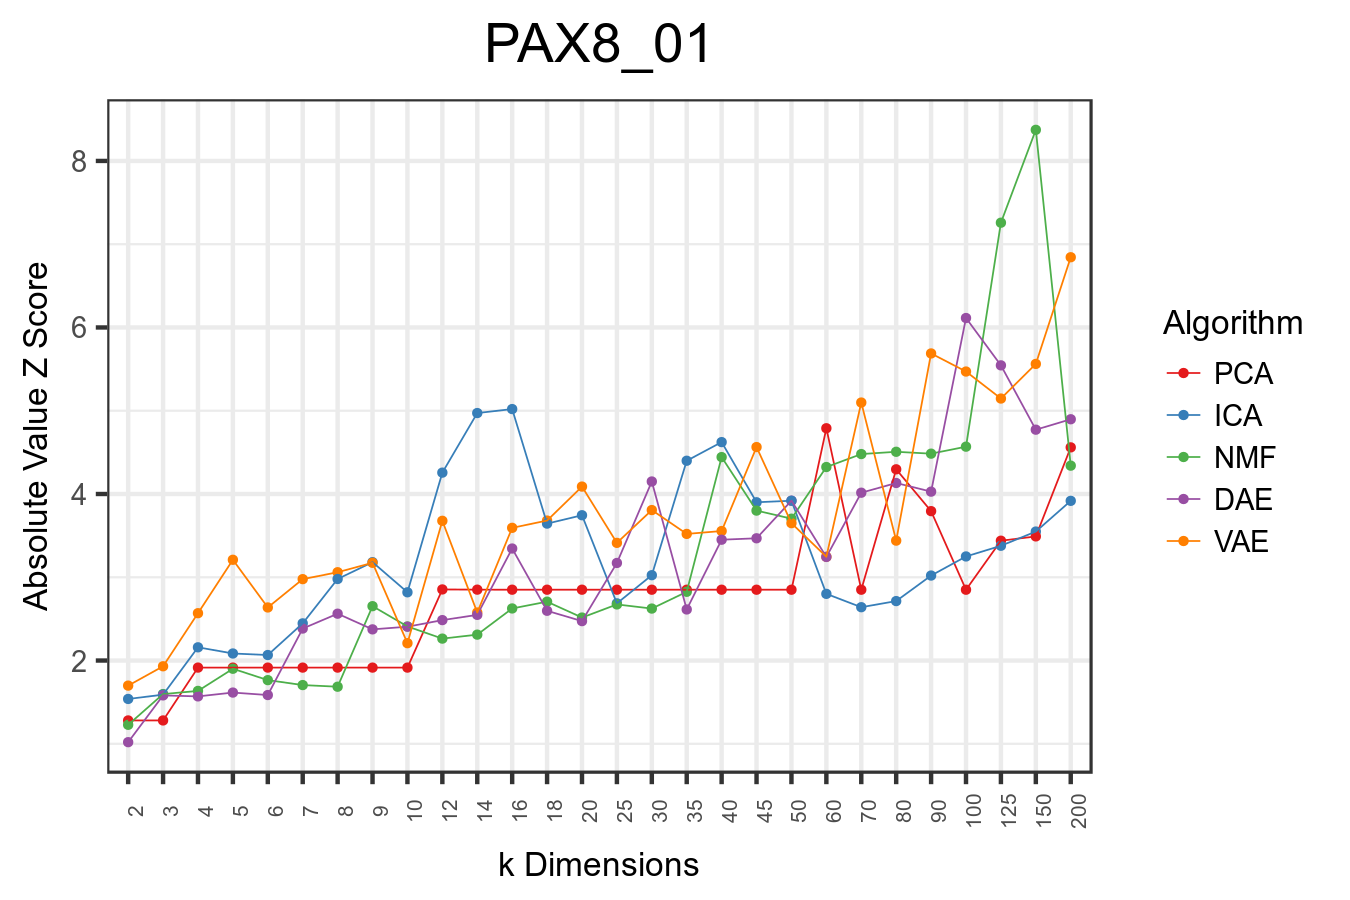 PAX8_01
Absolute Value Z Score
8
6
4
2
2 3 4 5 6 7 8 9 10 12 14 16 18 20 25 30 35 40 45 50 60 70 80 90 100 125 150 200
k Dimensions
Algorithm
PCA
ICA
NMF
DAE
VAE